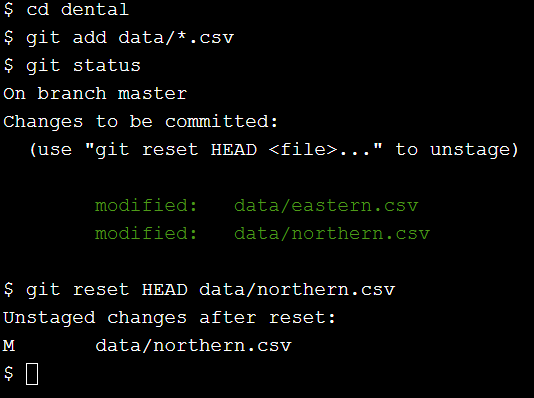 $ cd dental
$ git add data/*.csv
$ git status
On branch master
Changes to be committed:
  (use "git reset HEAD <file>..." to unstage)

        modified:   data/eastern.csv
        modified:   data/northern.csv

$ git reset HEAD data/northern.csv
Unstaged changes after reset:
M       data/northern.csv
$